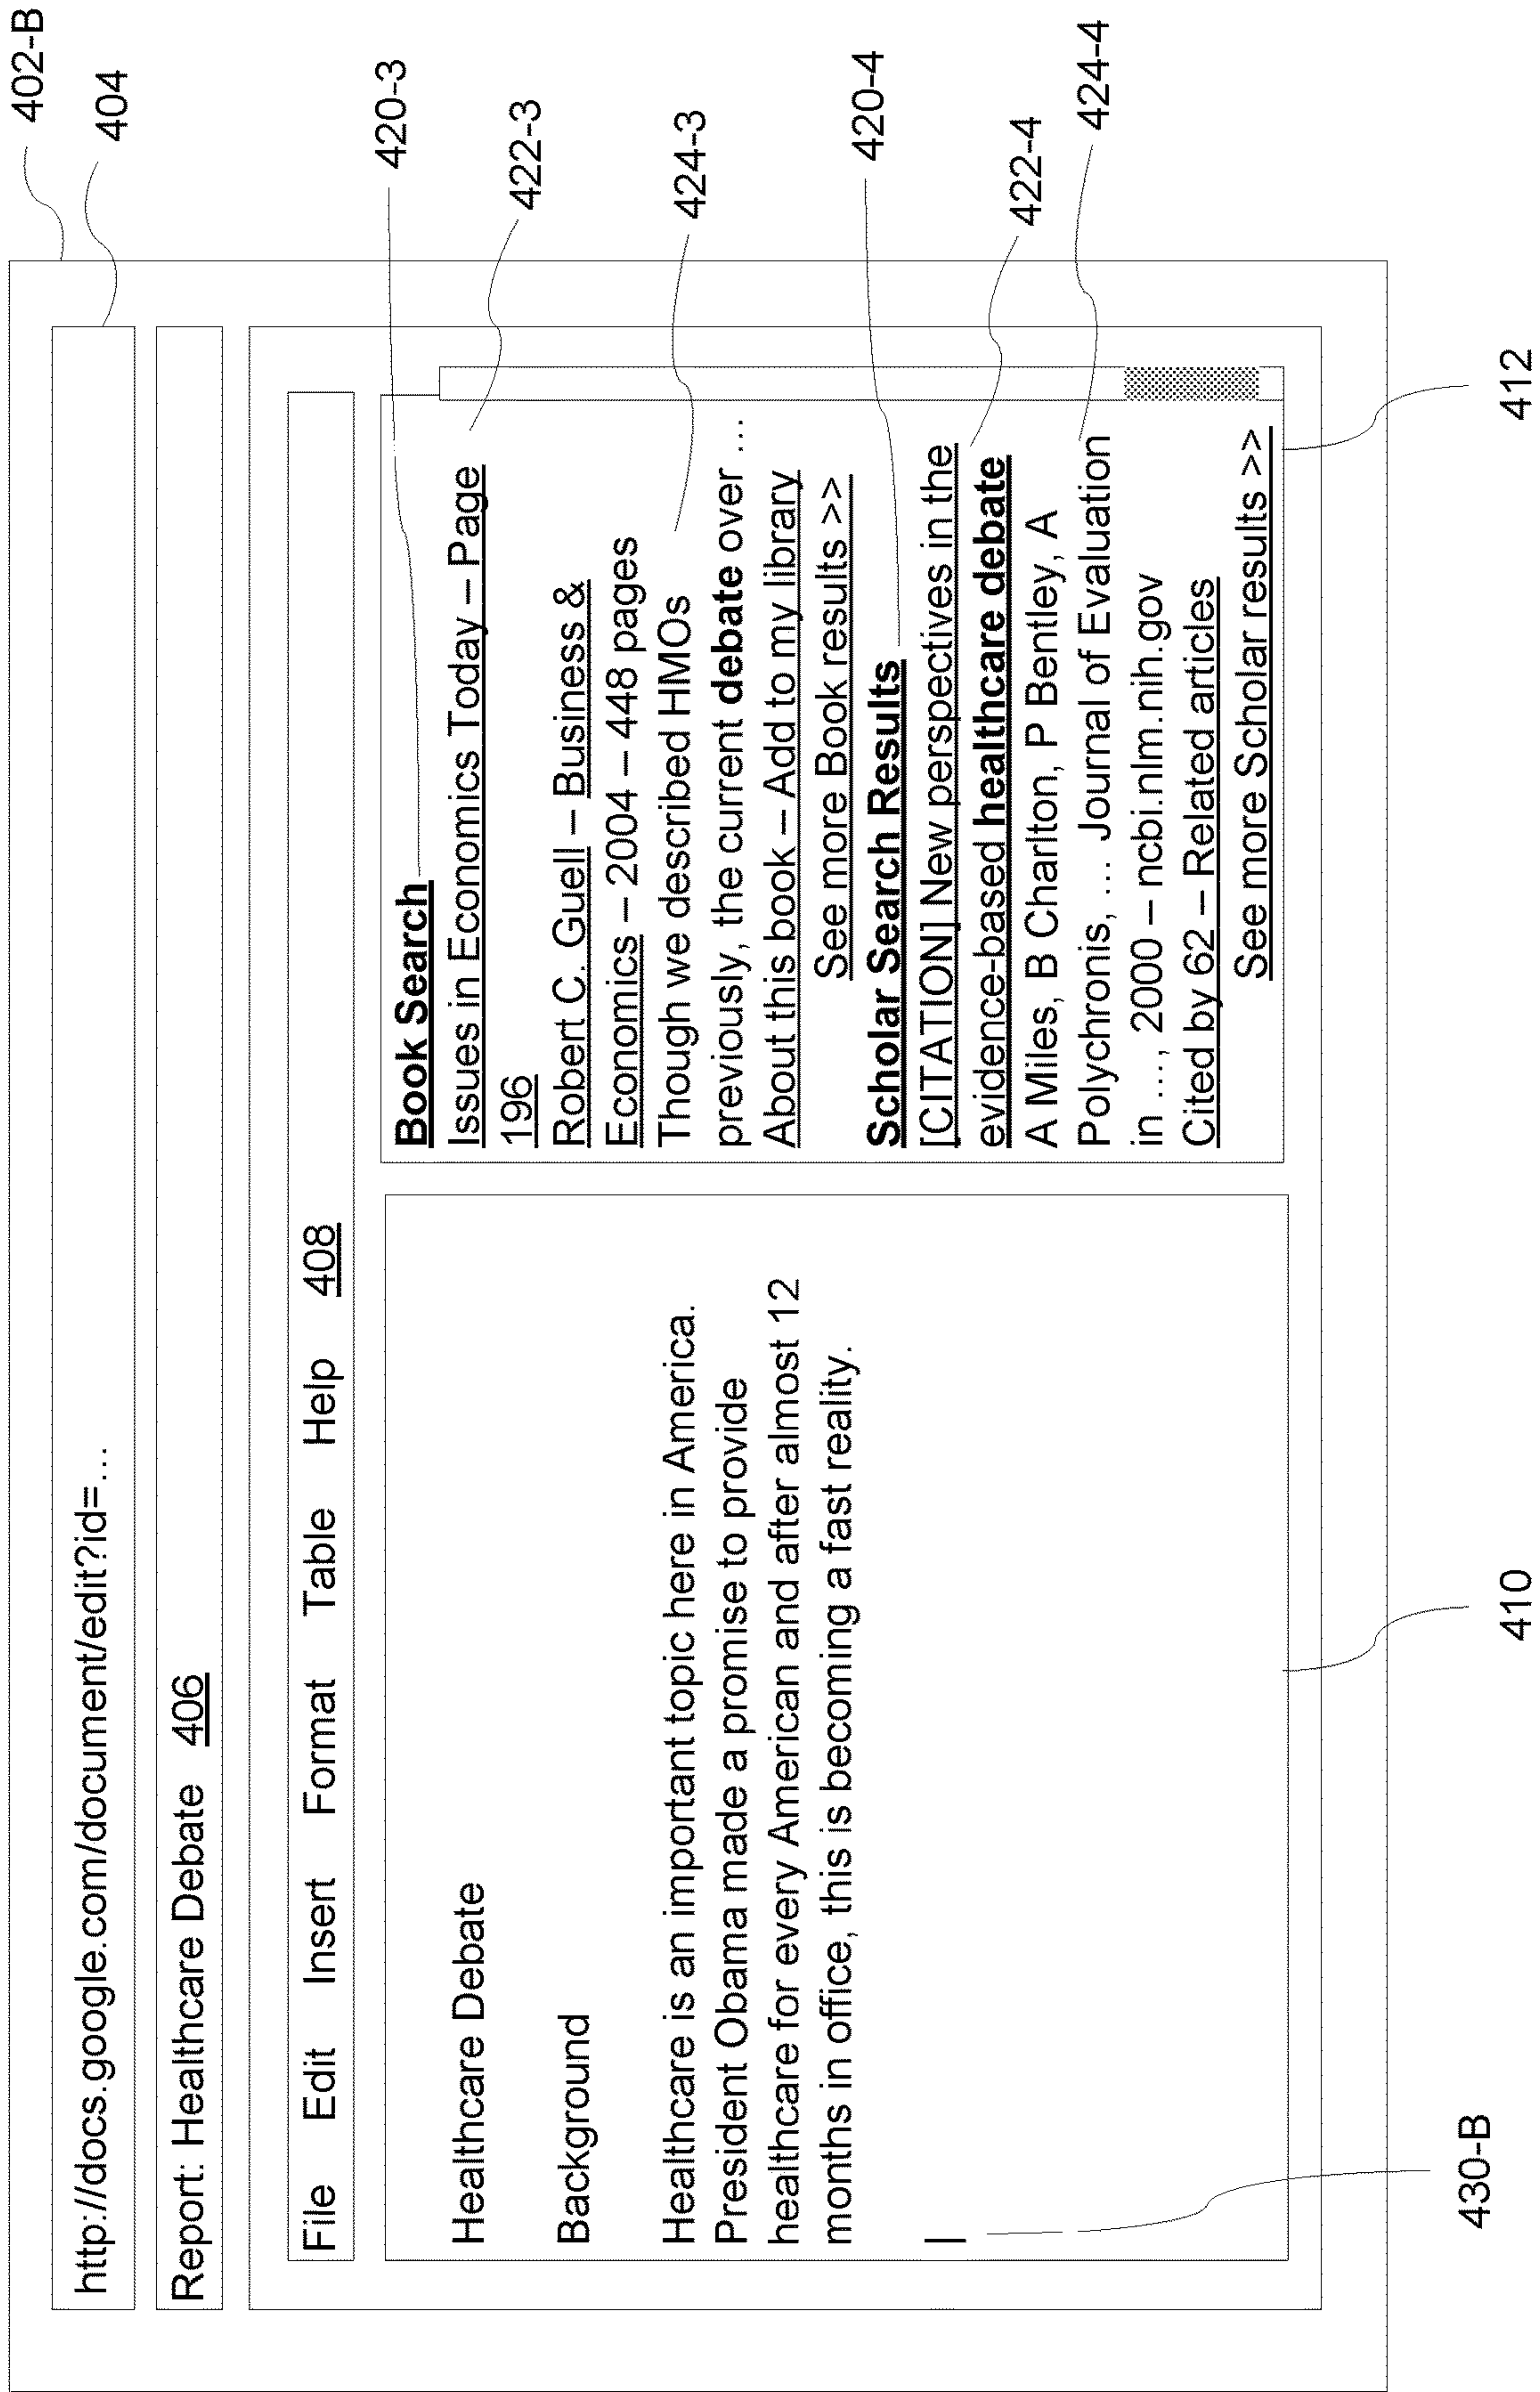 402-B
404
http://docs.google.com/document/edit?id=…
Report: Healthcare Debate 406
File Edit Insert Format Table Help 408
Healthcare Debate
Background
Healthcare is an important topic here in America.
President Obama made a promise to provide
healthcare for every American and after almost 12
months in office, this is becoming a fast reality.
Book Search
Issues in Economics Today – Page
196
Robert C. Guell – Business &
Economics – 2004 – 448 pages
Though we described HMOs
previously, the current debate over …
About this book – Add to my library
See more Book results >>
Scholar Search Results
[CITATION] New perspectives in the
evidence-based healthcare debate
A Miles, B Charlton, P Bentley, A
Polychronis, … Journal of Evaluation
in …, 2000 – ncbi.nlm.nih.gov
Cited by 62 – Related articles
See more Scholar results >>
420-3
422-3
424-3
420-4
422-4
424-4
430-B
410
412